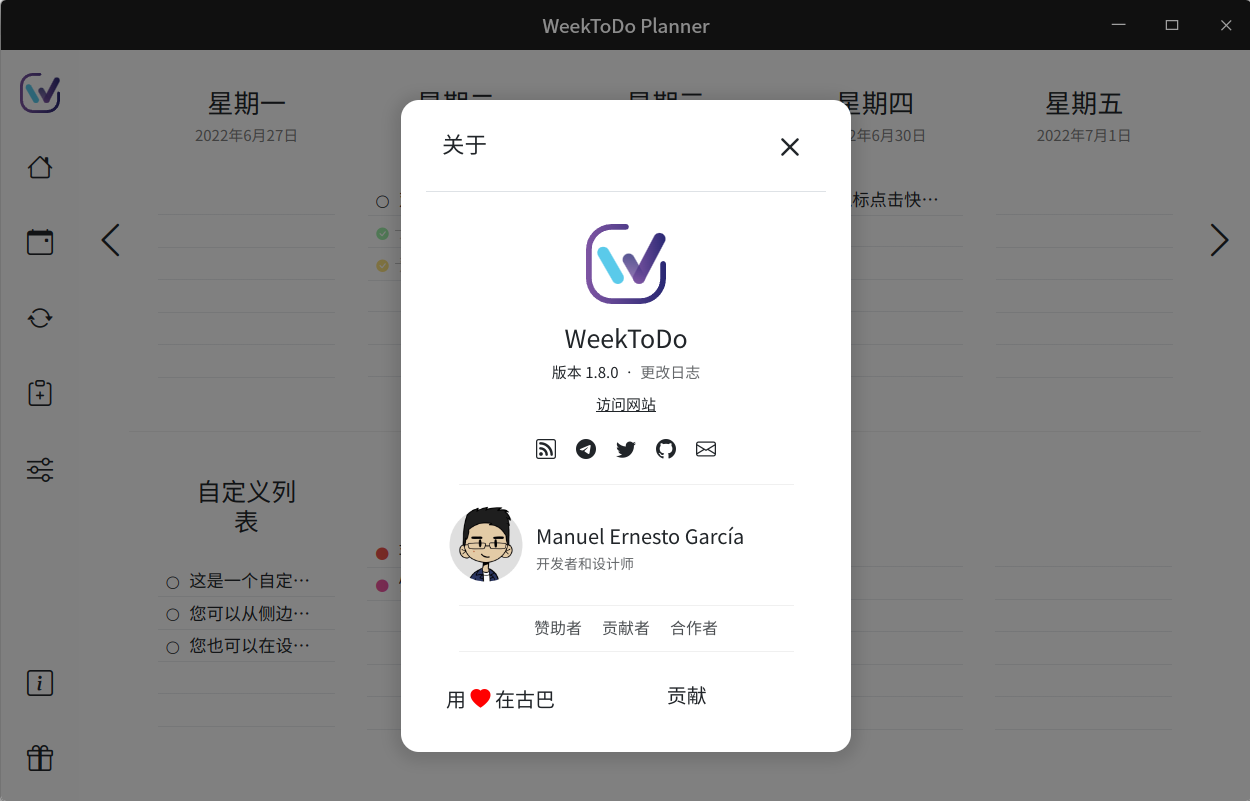 WeekToDo Planner
星期一
星期四
星期五
2022年6月27日
年6月30日
2022年7月1日
关于
标点击快…
WeekToDo
版本 1.8.0 · 更改日志
访问网站
自定义列
表
Manuel Ernesto García
开发者和设计师
这是一个自定…
您可以从侧边…
您也可以在设…
赞助者 贡献者 合作者
用 ❤ 在古巴
贡献